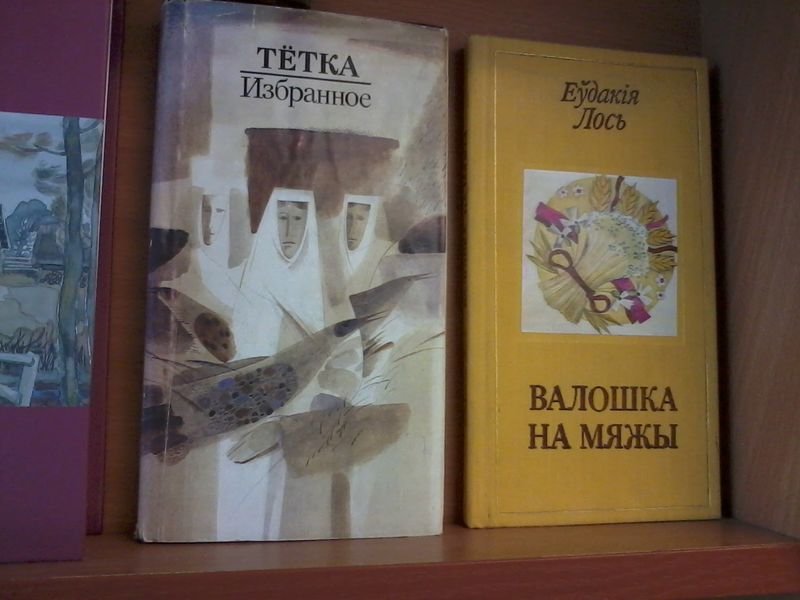 ТЁТКА
Избранное
Еўдакія
Лось
ВАЛОШКА
НА МЯЖЫ